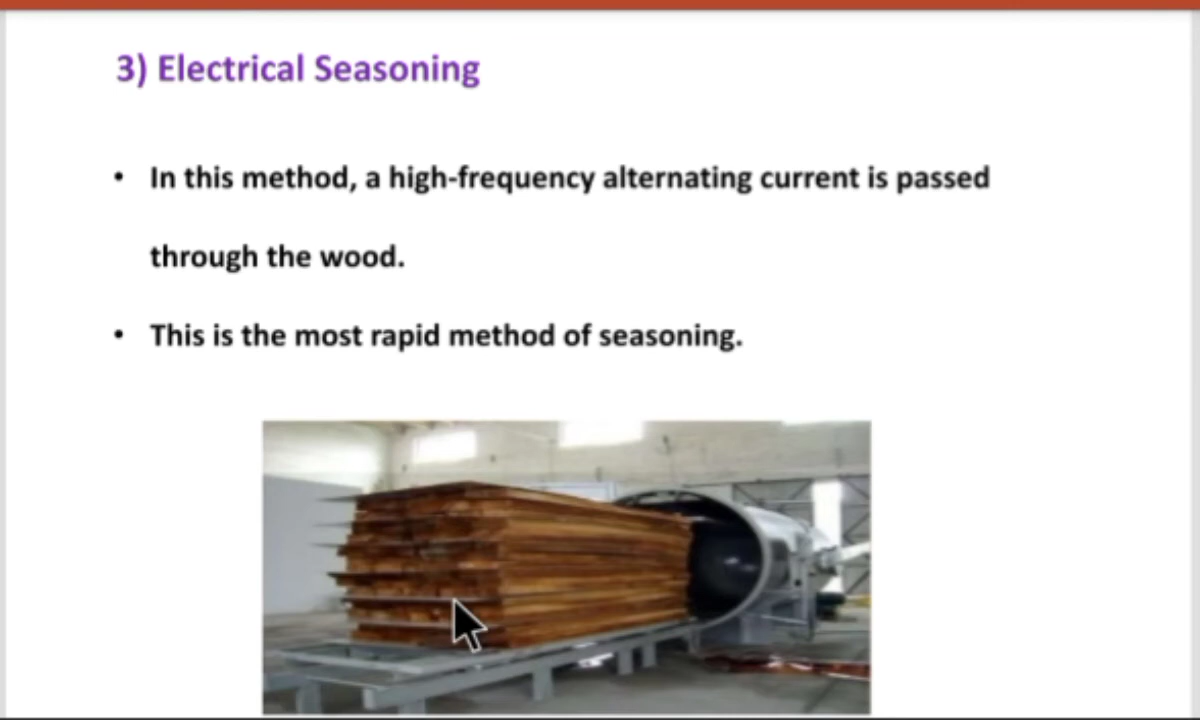 3) Electrical Seasoning
• In this method, a high-frequency alternating current is passed
through the wood.
• This is the most rapid method of seasoning.